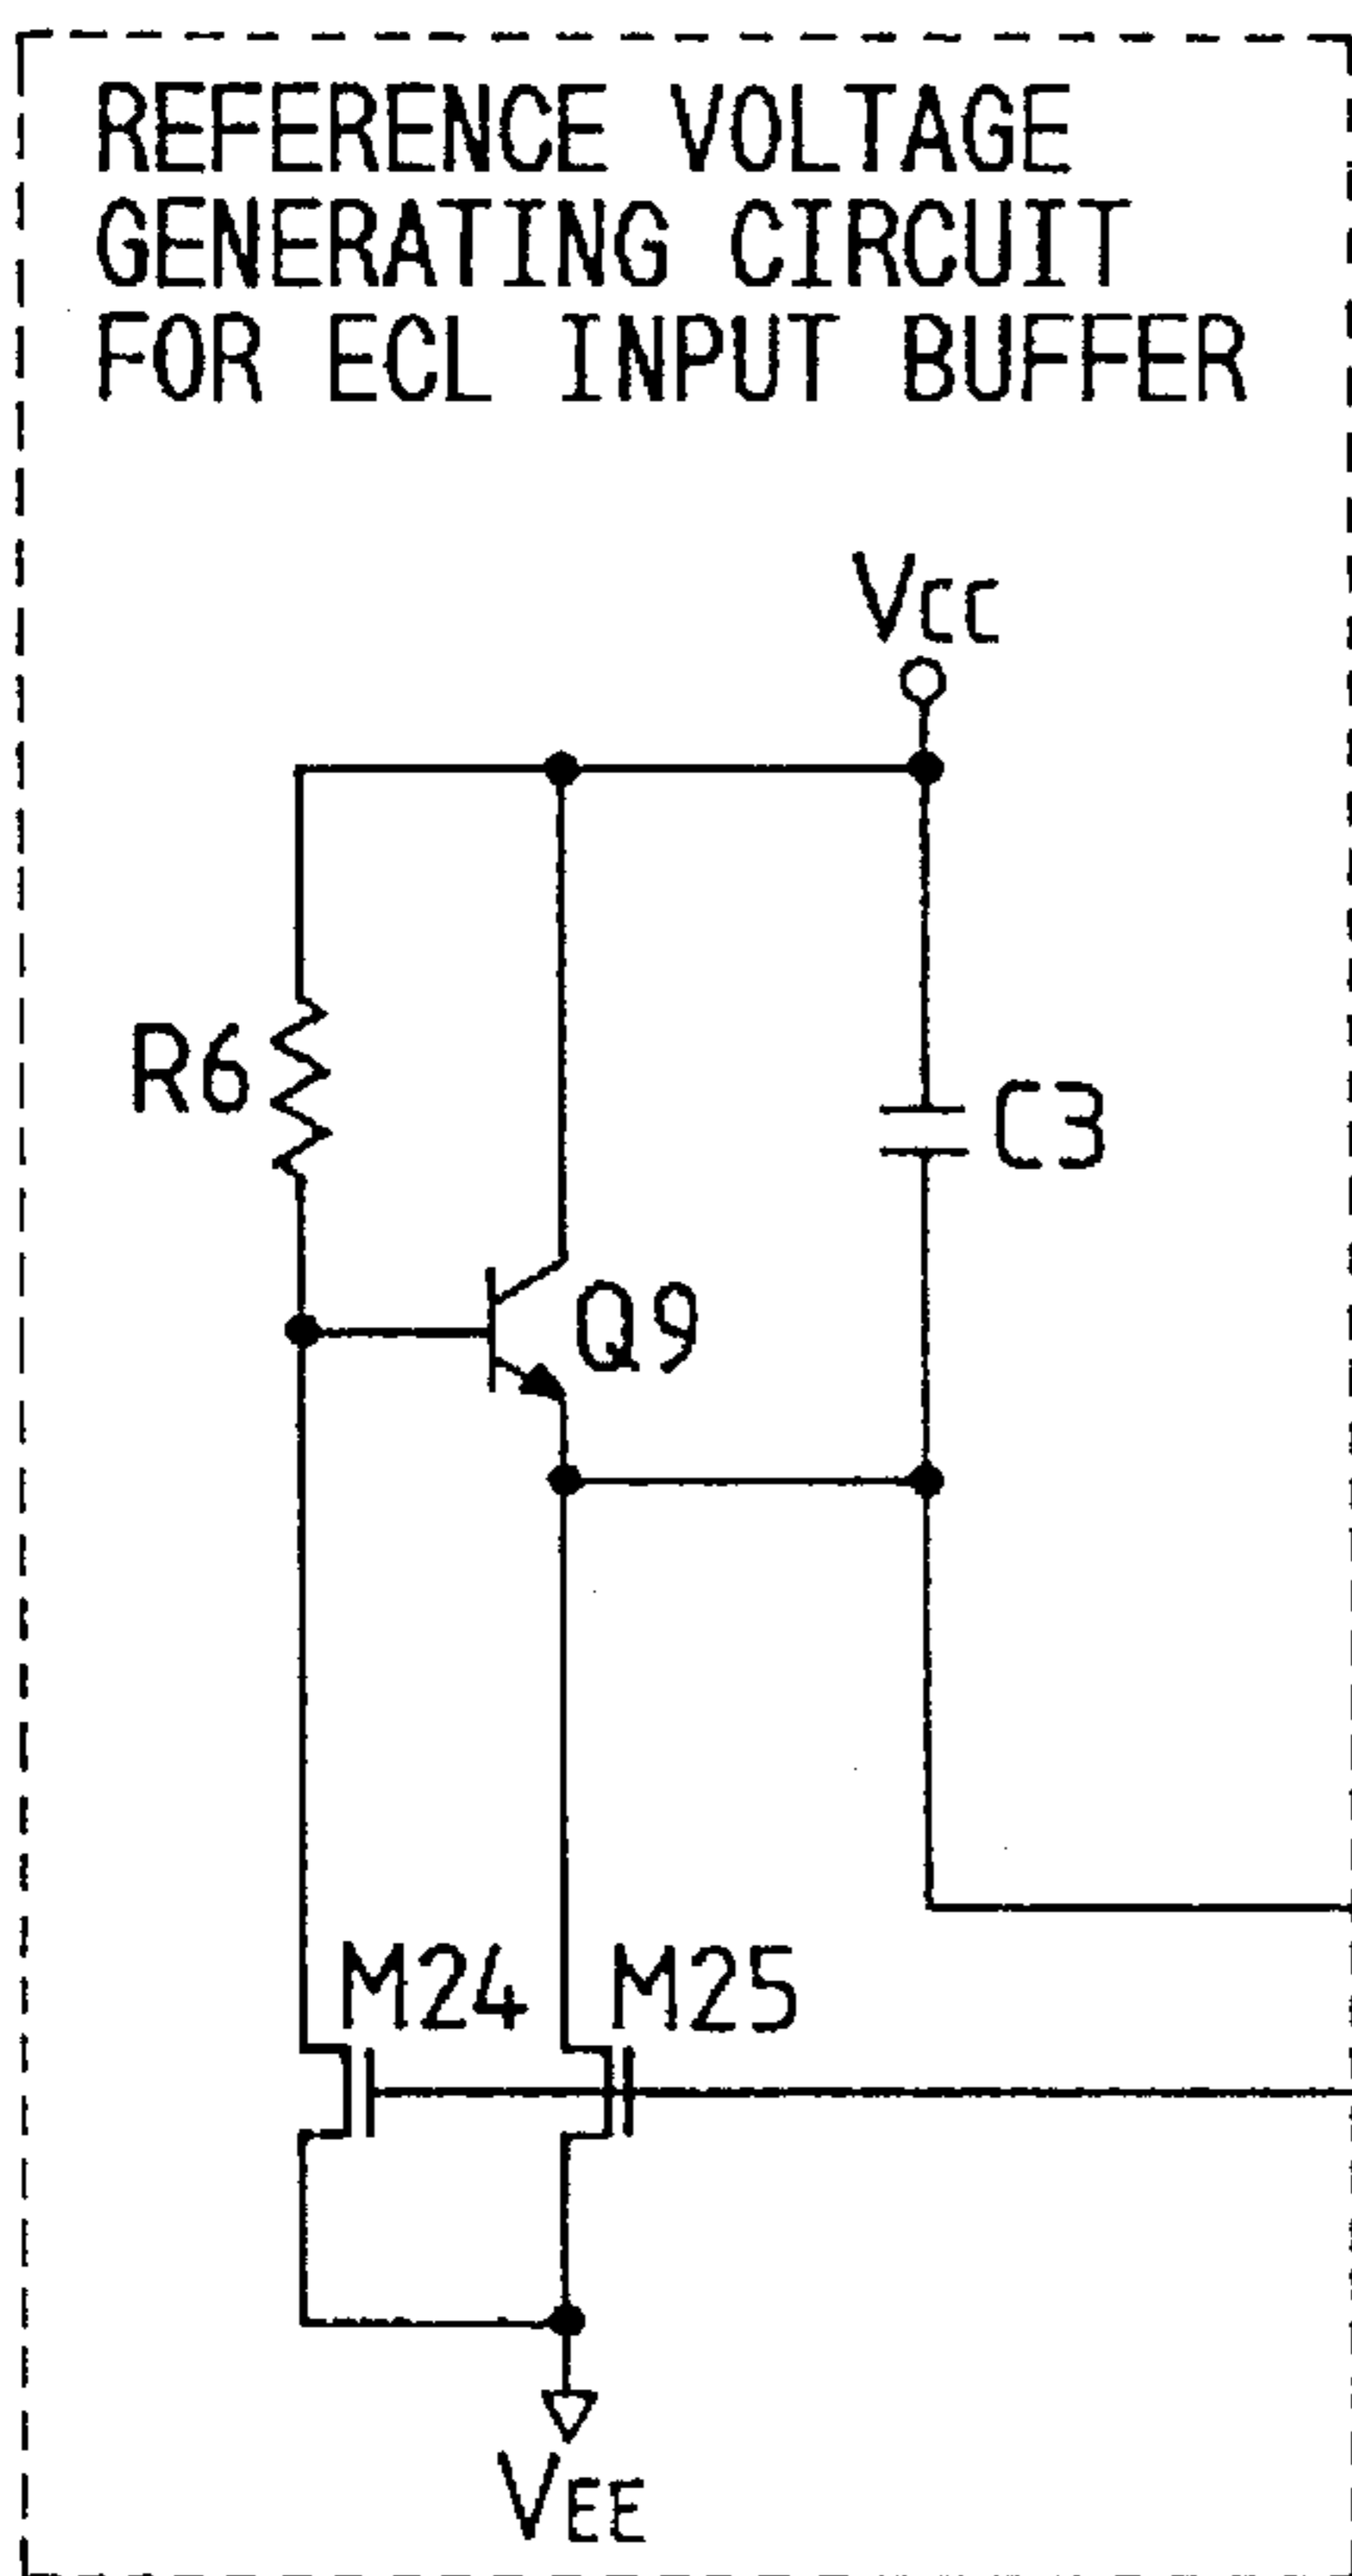 REFERENCE VOLTAGE
GENERATING CIRCUIT
FOR ECL INPUT BUFFER
VCC
R6
C3
Q9
M24 M25
VEE